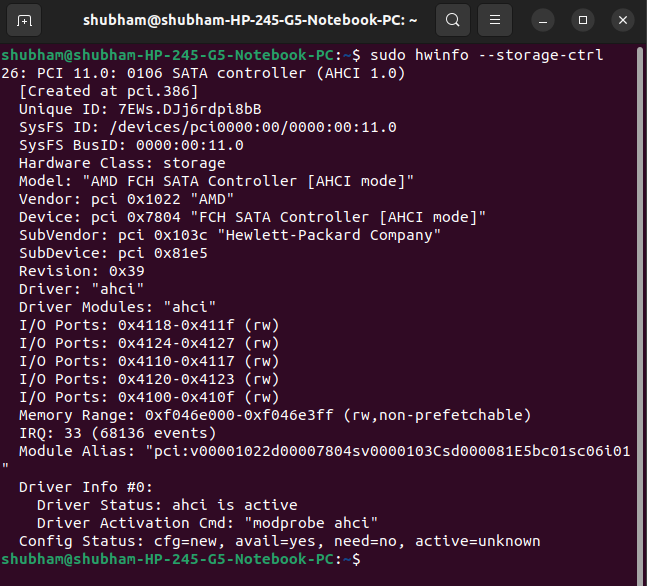 shubham@shubham-HP-245-G5-Notebook-PC: ~
shubham@shubham-HP-245-G5-Notebook-PC:~$ sudo hwinfo --storage-ctrl
26: PCI 11.0: 0106 SATA controller (AHCI 1.0)
  [Created at pci.386]
  Unique ID: 7EWs.DJj6rdpi8bB
  SysFS ID: /devices/pci0000:00/0000:00:11.0
  SysFS BusID: 0000:00:11.0
  Hardware Class: storage
  Model: "AMD FCH SATA Controller [AHCI mode]"
  Vendor: pci 0x1022 "AMD"
  Device: pci 0x7804 "FCH SATA Controller [AHCI mode]"
  SubVendor: pci 0x103c "Hewlett-Packard Company"
  SubDevice: pci 0x81e5
  Revision: 0x39
  Driver: "ahci"
  Driver Modules: "ahci"
  I/O Ports: 0x4118-0x411f (rw)
  I/O Ports: 0x4124-0x4127 (rw)
  I/O Ports: 0x4110-0x4117 (rw)
  I/O Ports: 0x4120-0x4123 (rw)
  I/O Ports: 0x4100-0x410f (rw)
  Memory Range: 0xf046e000-0xf046e3ff (rw,non-prefetchable)
  IRQ: 33 (68136 events)
  Module Alias: "pci:v00001022d00007804sv0000103Csd000081E5bc01sc06i01
"
  Driver Info #0:
    Driver Status: ahci is active
    Driver Activation Cmd: "modprobe ahci"
  Config Status: cfg=new, avail=yes, need=no, active=unknown
shubham@shubham-HP-245-G5-Notebook-PC:~$